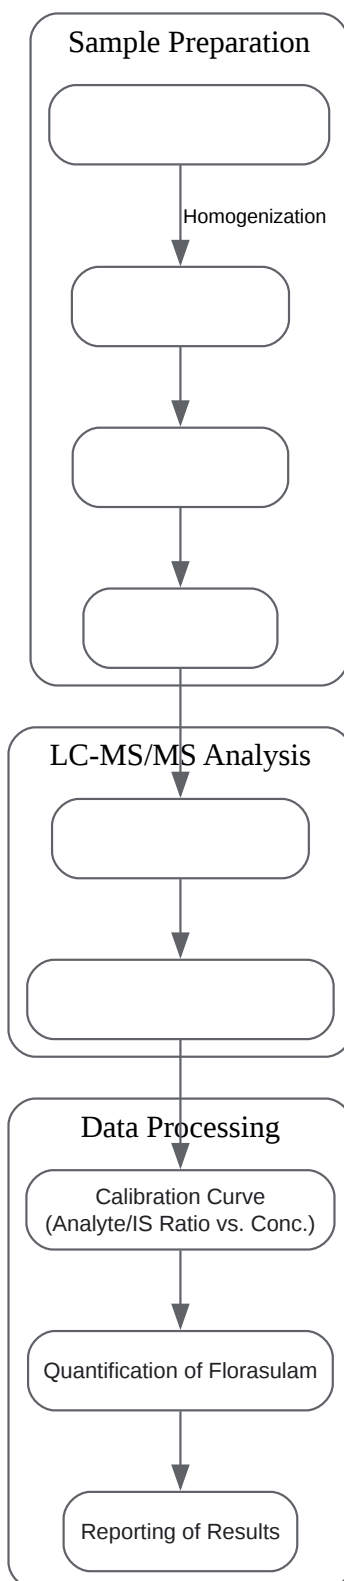 Sample Preparation
Homogenization
LC-MS/MS Analysis
Data Processing
Calibration Curve
(Analyte/IS Ratio vs. Conc.)
Quantification of Florasulam
Reporting of Results